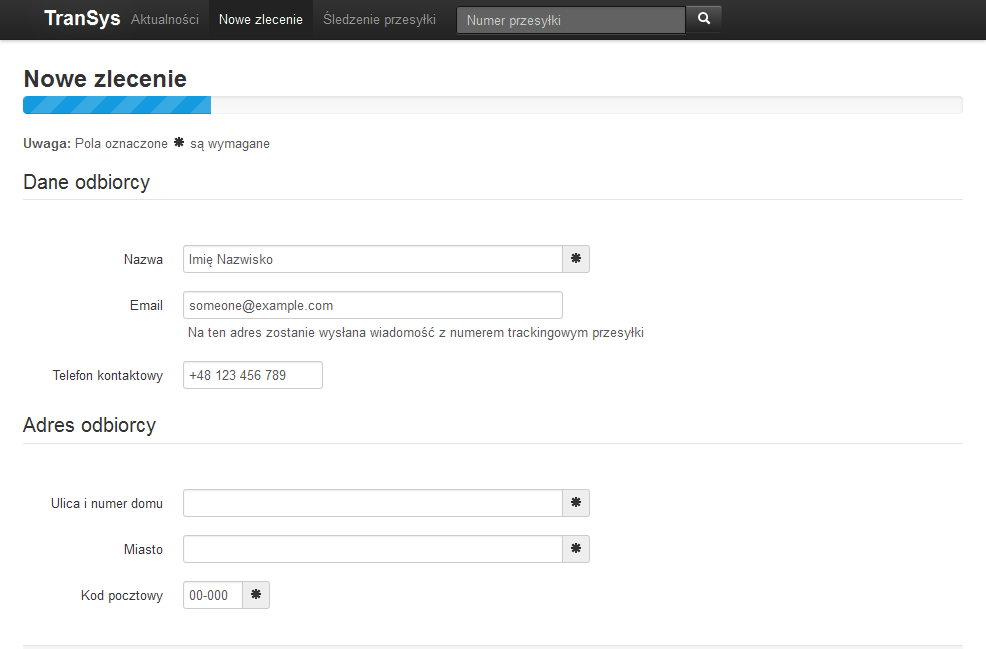 TranSys Aktualności Nowe zlecenie Śledzenie przesyłki Numer przesyłki
Nowe zlecenie
Uwaga: Pola oznaczone ✱ są wymagane
Dane odbiorcy
Nazwa Imię Nazwisko ✱
Email someone@example.com
Na ten adres zostanie wysłana wiadomość z numerem trackingowym przesyłki
Telefon kontaktowy +48 123 456 789
Adres odbiorcy
Ulica i numer domu ✱
Miasto ✱
Kod pocztowy 00-000 ✱